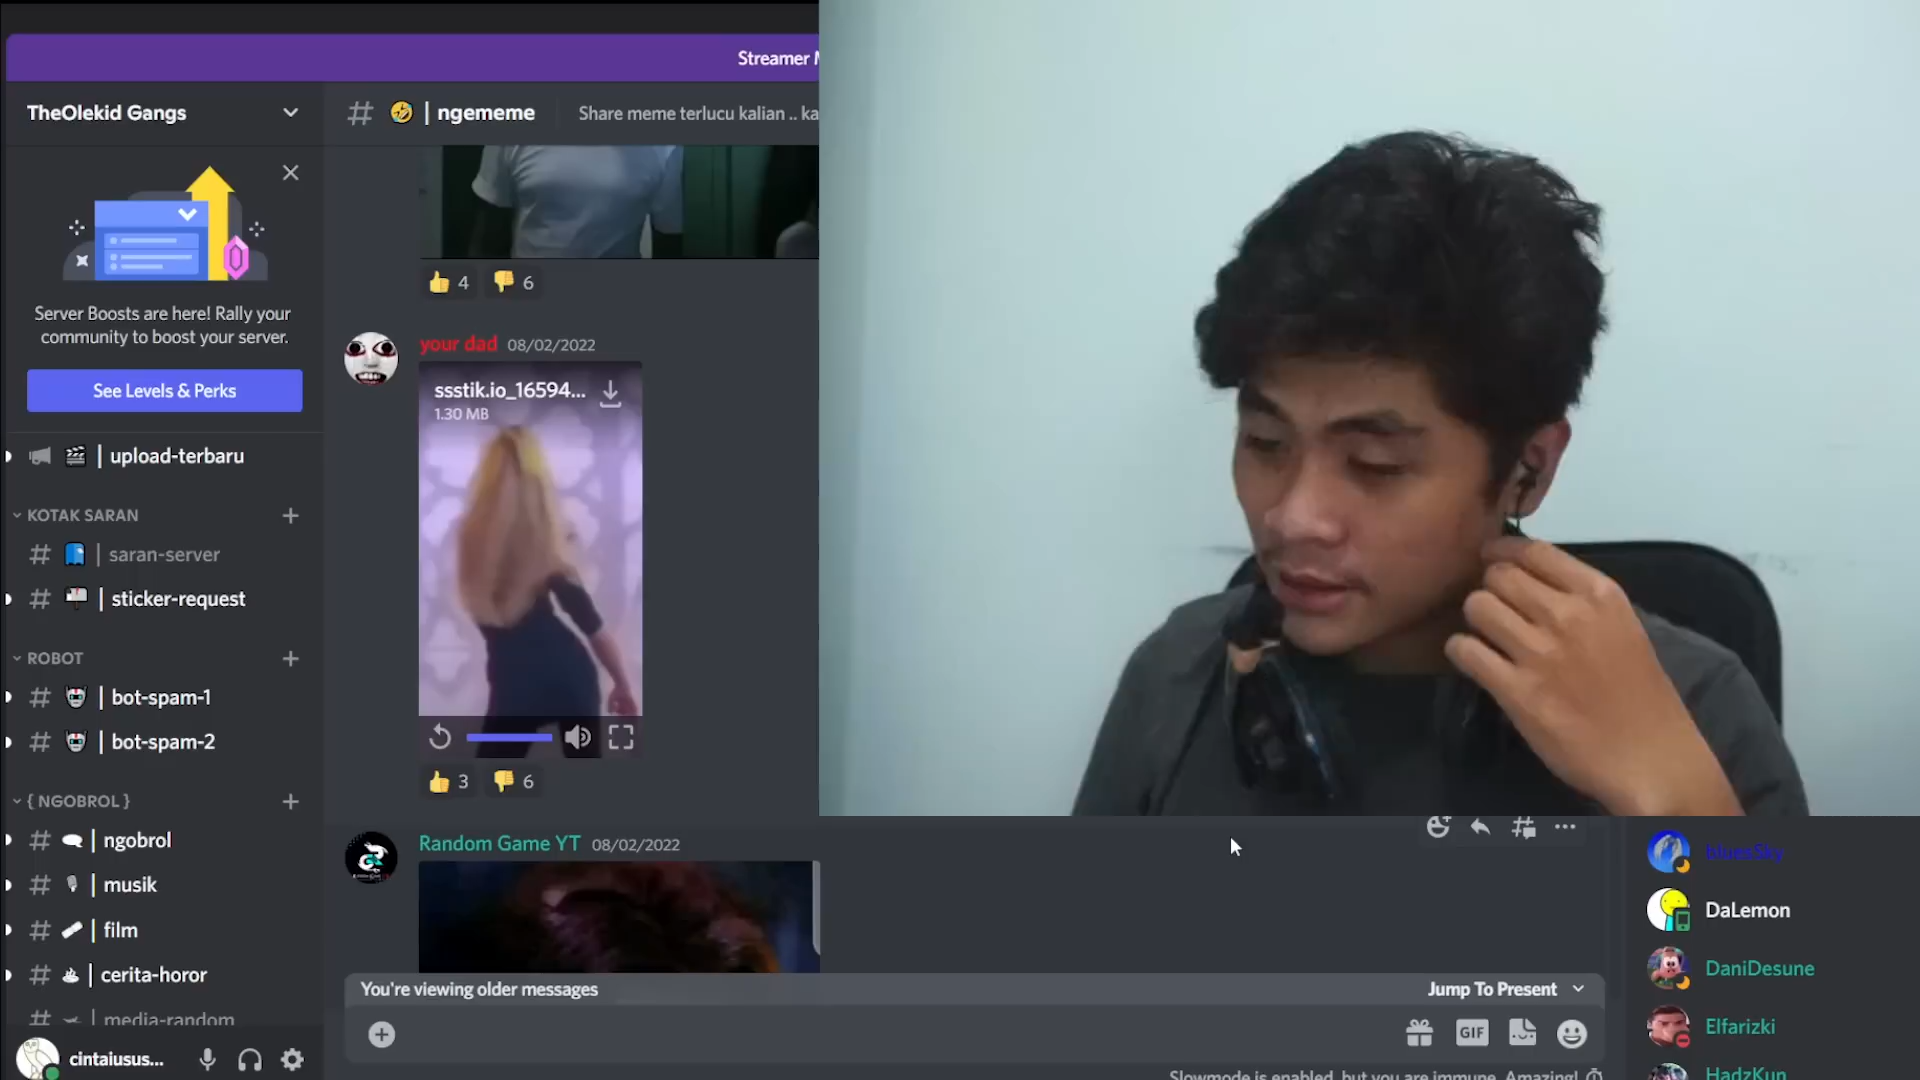 Streamer M
TheOlekid Gangs
ngememe
Share meme terlucu kalian .. ka
Server Boosts are here! Rally your
community to boost your server.
See Levels & Perks
upload-terbaru
KOTAK SARAN
saran-server
sticker-request
ROBOT
bot-spam-1
bot-spam-2
{ NGOBROL }
ngobrol
musik
film
cerita-horor
media-random
cintaiusus...
4
6
your dad 08/02/2022
ssstik.io_16594...
1.30 MB
3
6
Random Game YT 08/02/2022
You're viewing older messages
Jump To Present
GIF
Slowmode is enabled, but you are immune. Amazing!
bluesSky
DaLemon
DaniDesune
Elfarizki
HadzKun